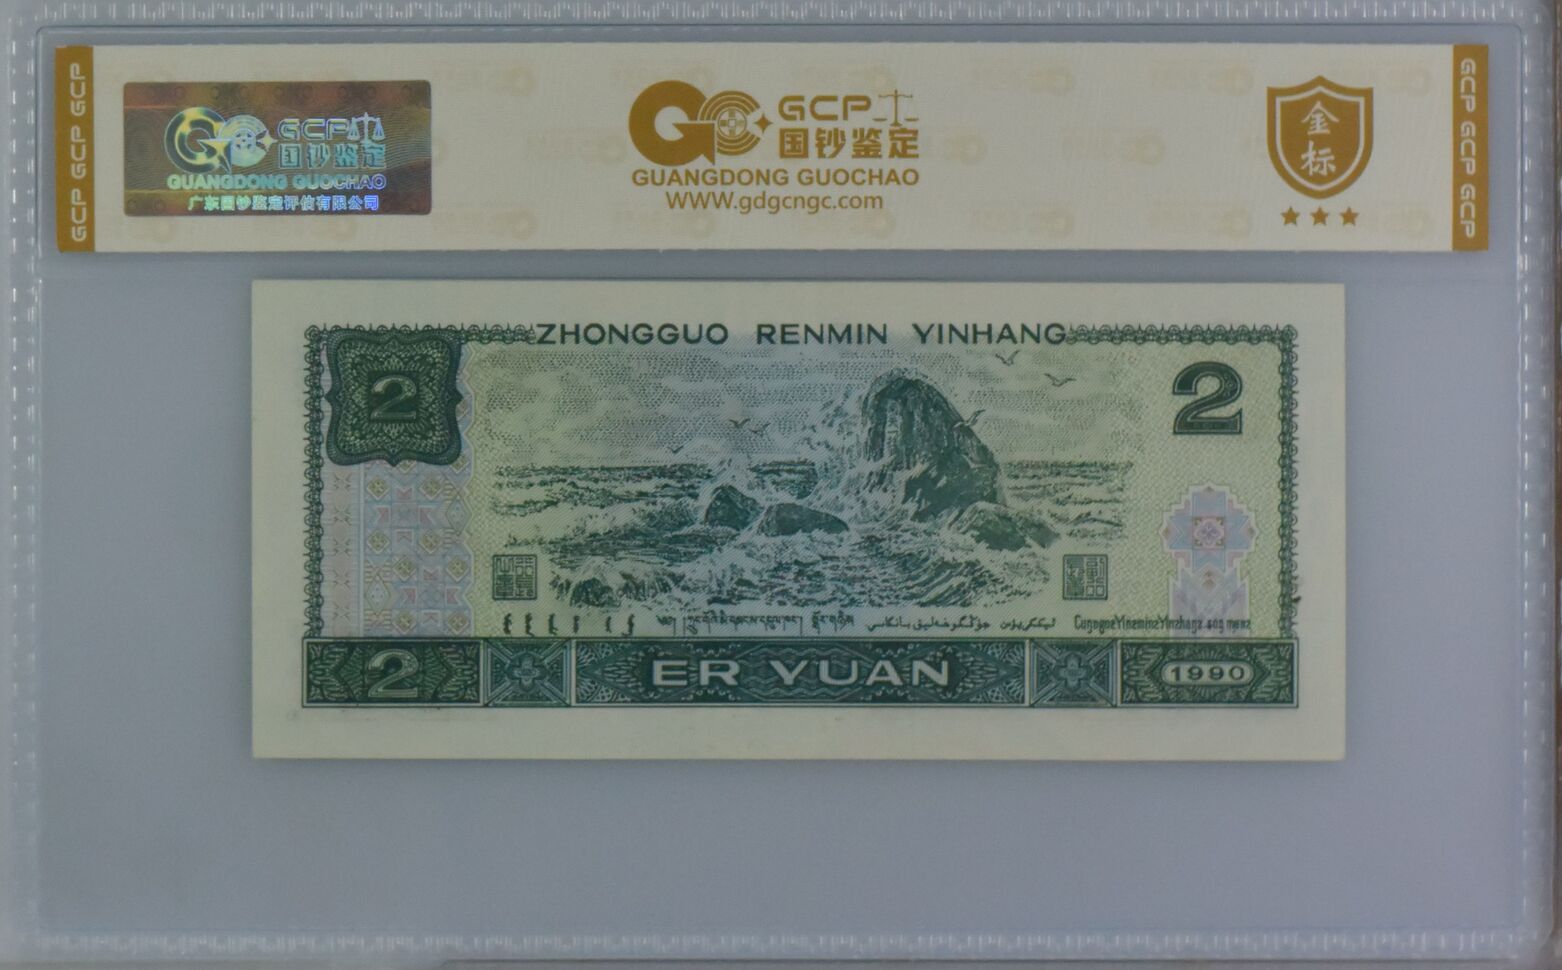 GCP GCP GCP
GCP
国钞鉴定
GUANGDONG GUOCHAO
广东国钞鉴定评估有限公司
GCP
国钞鉴定
GUANGDONG GUOCHAO
WWW.gdgcngc.com
金
标
GCP GCP GCP
ZHONGGUO RENMIN YINHANG
2
2
2
ER YUAN
1990